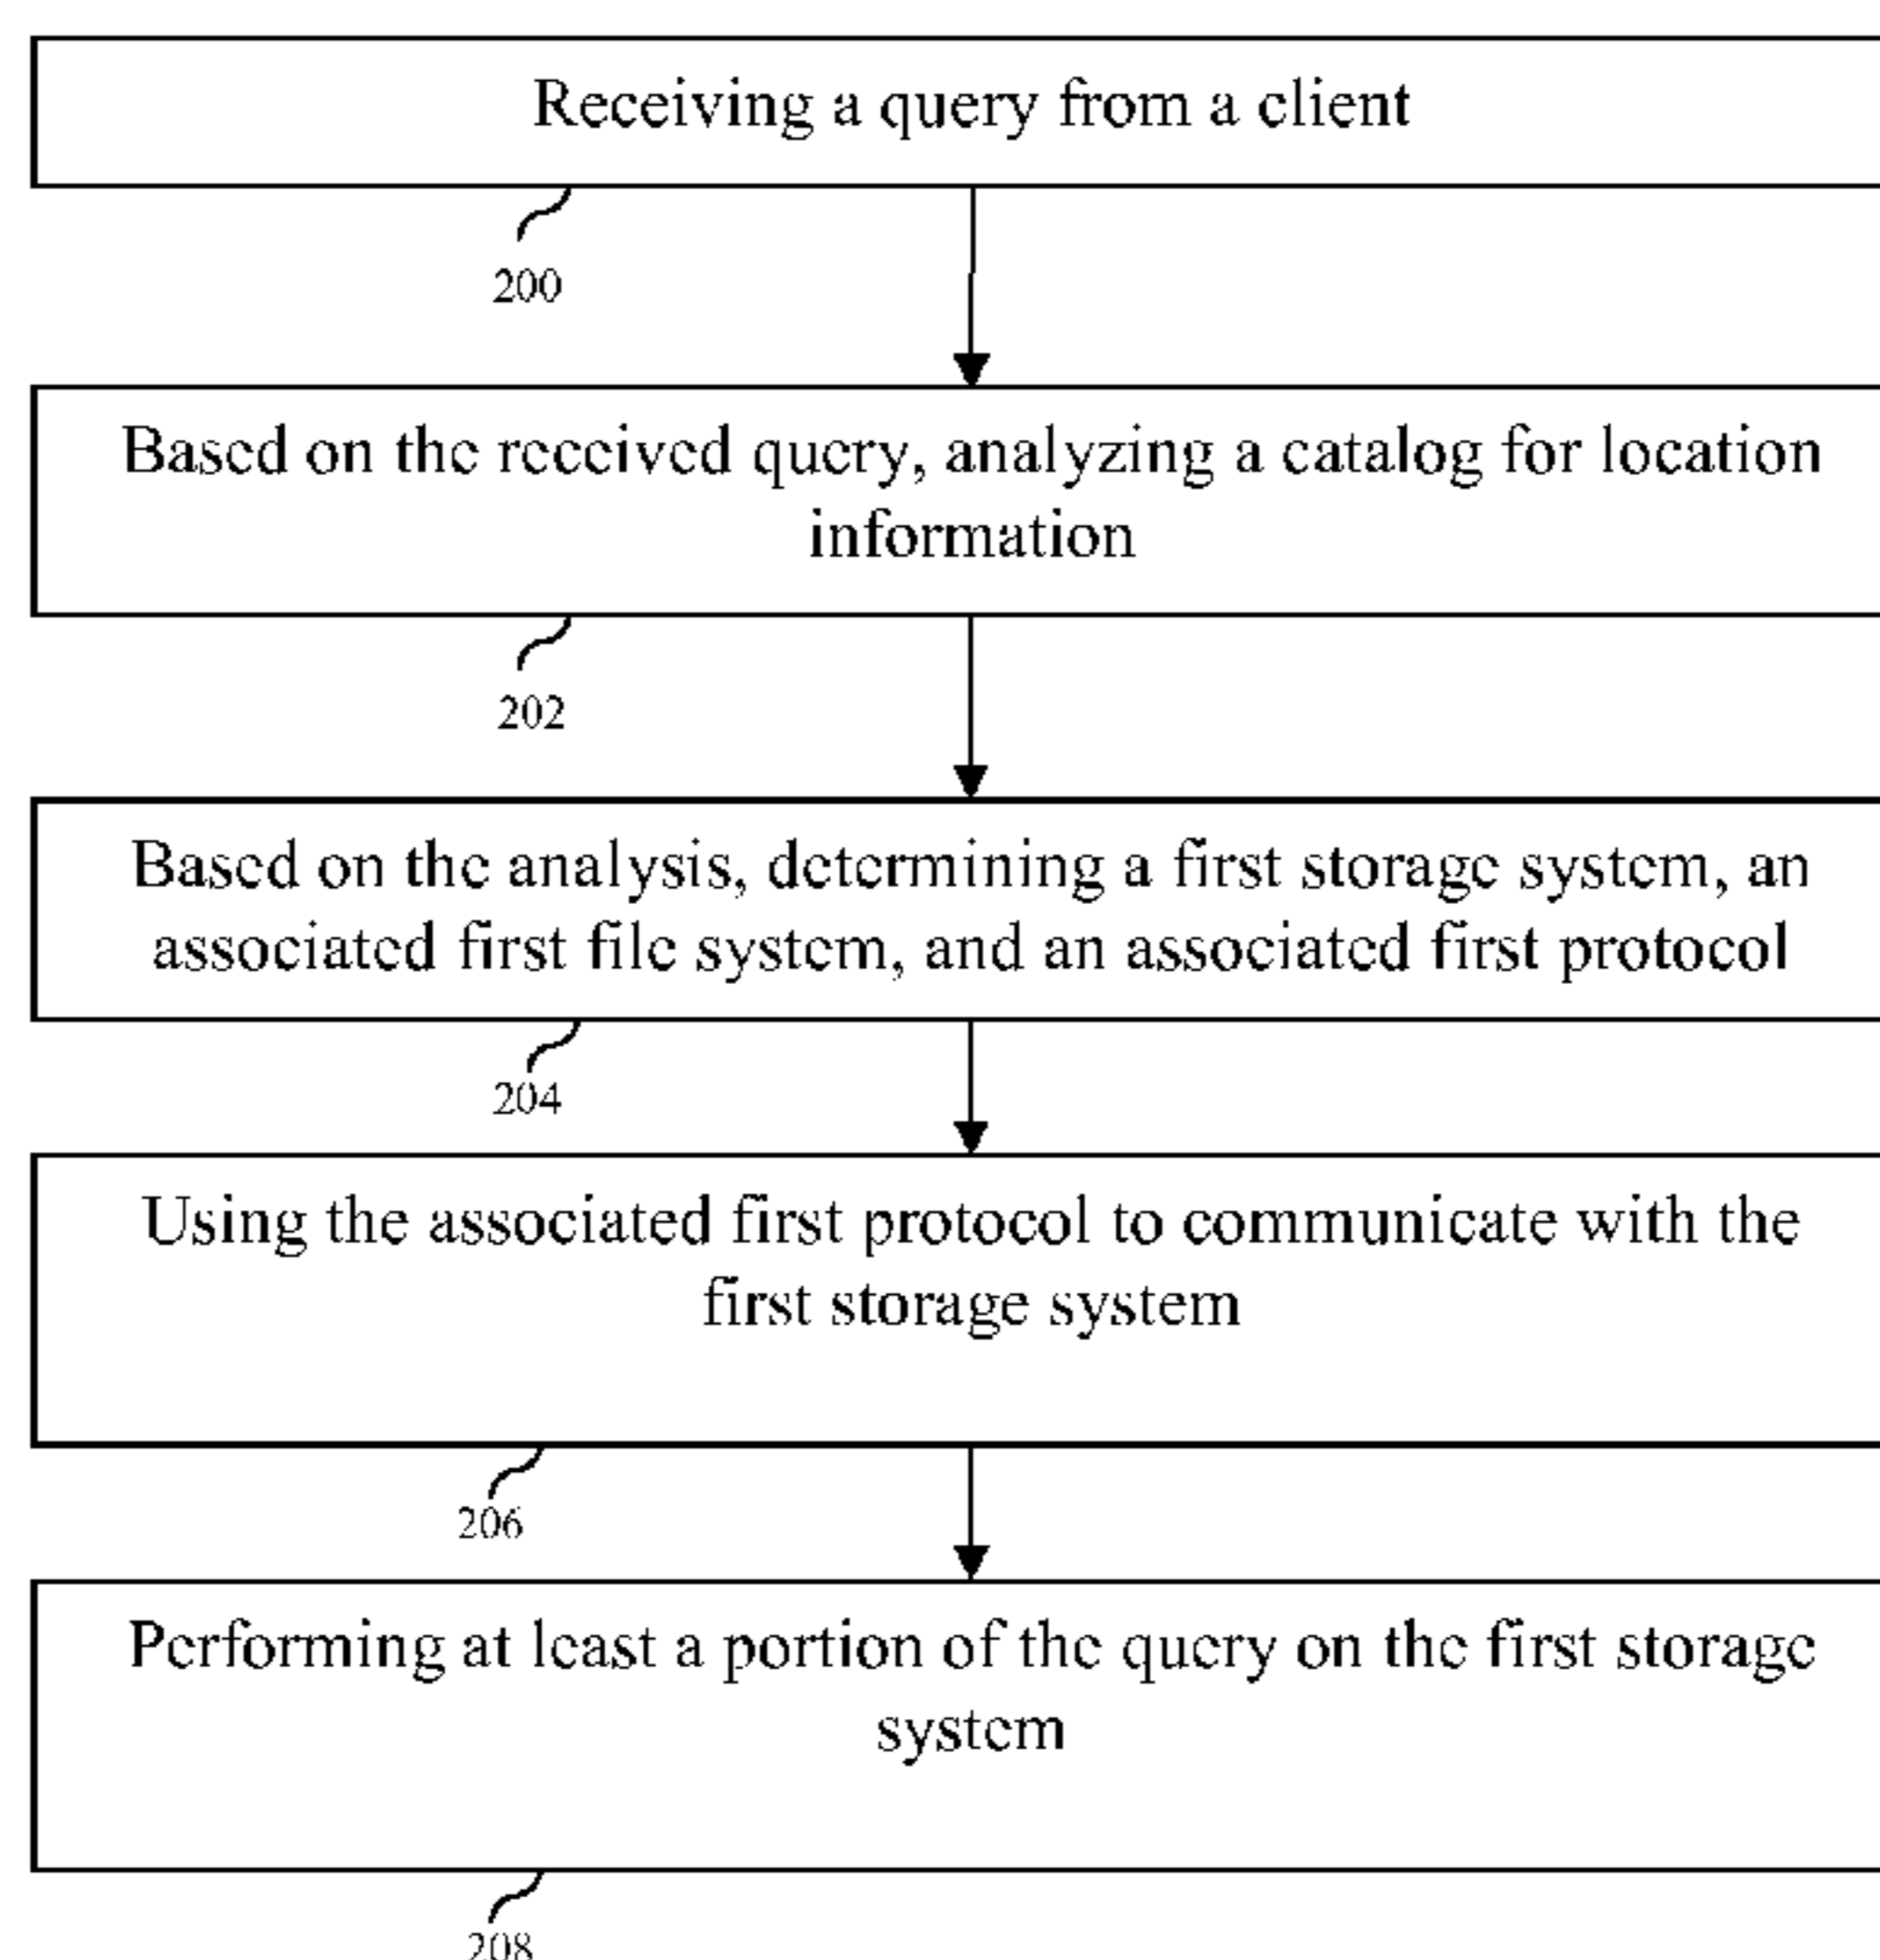 Receiving a query from a client
200
Based on the received query, analyzing a catalog for location
information
202
Based on the analysis, determining a first storage system, an
associated first file system, and an associated first protocol
204
Using the associated first protocol to communicate with the
first storage system
206
Performing at least a portion of the query on the first storage
system
208